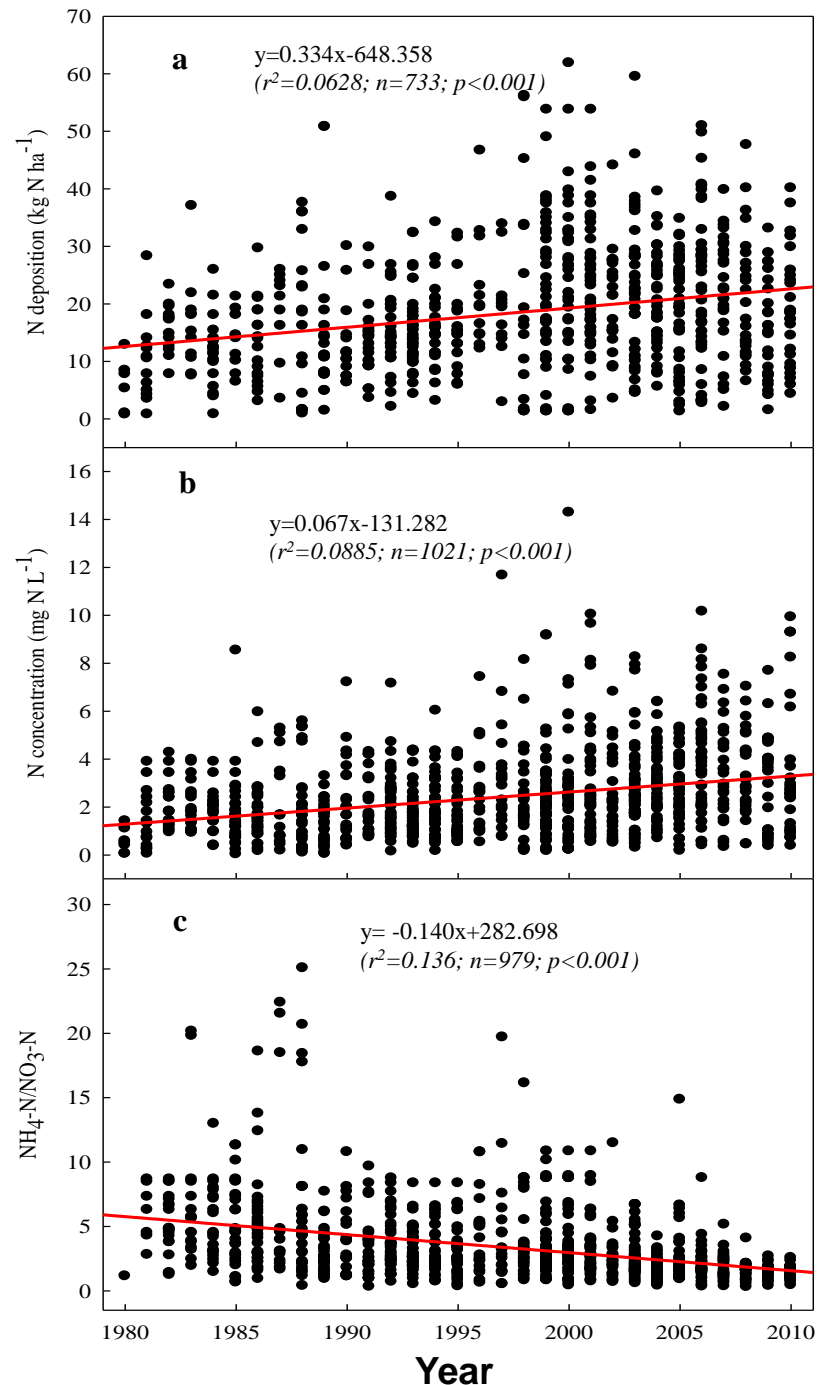 70
60
50
40
30
20
10
0
N deposition (kg N ha⁻¹)
a
y=0.334x-648.358
(r²=0.0628; n=733; p<0.001)
16
14
12
10
8
6
4
2
0
N concentration (mg N L⁻¹)
b
y=0.067x-131.282
(r²=0.0885; n=1021; p<0.001)
30
25
20
15
10
5
0
NH₄-N/NO₃-N
c
y= -0.140x+282.698
(r²=0.136; n=979; p<0.001)
1980 1985 1990 1995 2000 2005 2010
Year